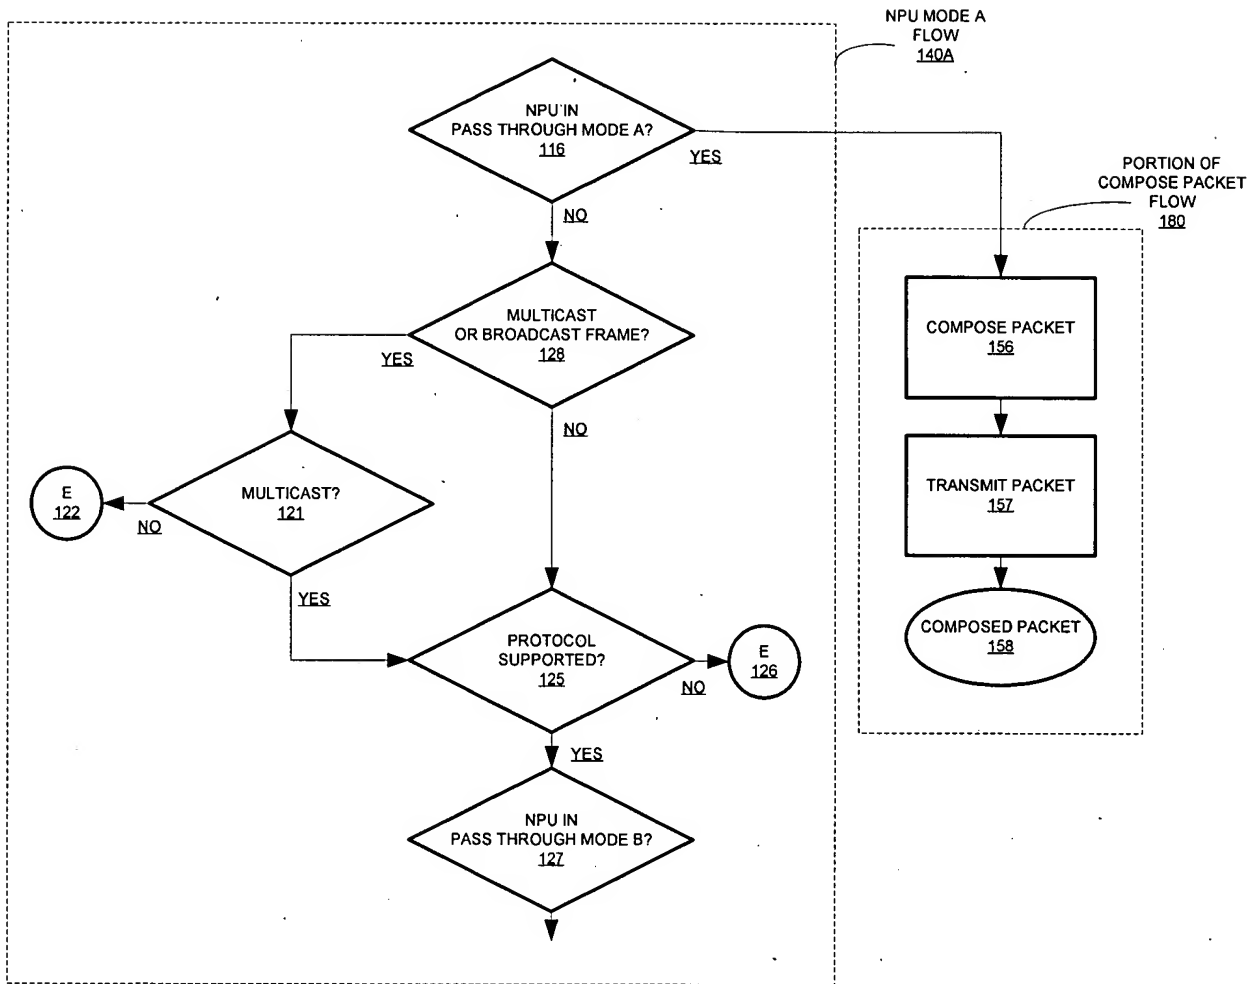 NPU MODE A
FLOW
140A
NPU IN
PASS THROUGH MODE A?
116
YES
NO
PORTION OF
COMPOSE PACKET
FLOW
180
MULTICAST
OR BROADCAST FRAME?
128
YES
NO
COMPOSE PACKET
156
MULTICAST?
121
E
122
NO
YES
TRANSMIT PACKET
157
PROTOCOL
SUPPORTED?
125
E
126
NO
YES
COMPOSED PACKET
158
NPU IN
PASS THROUGH MODE B?
127